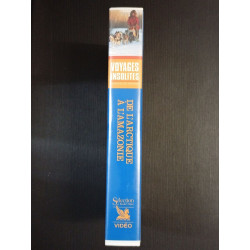 VOYAGES
INSOLITES
DE L'ARCTIQUE
À L'AMAZONIE
Sélection
VIDÉO